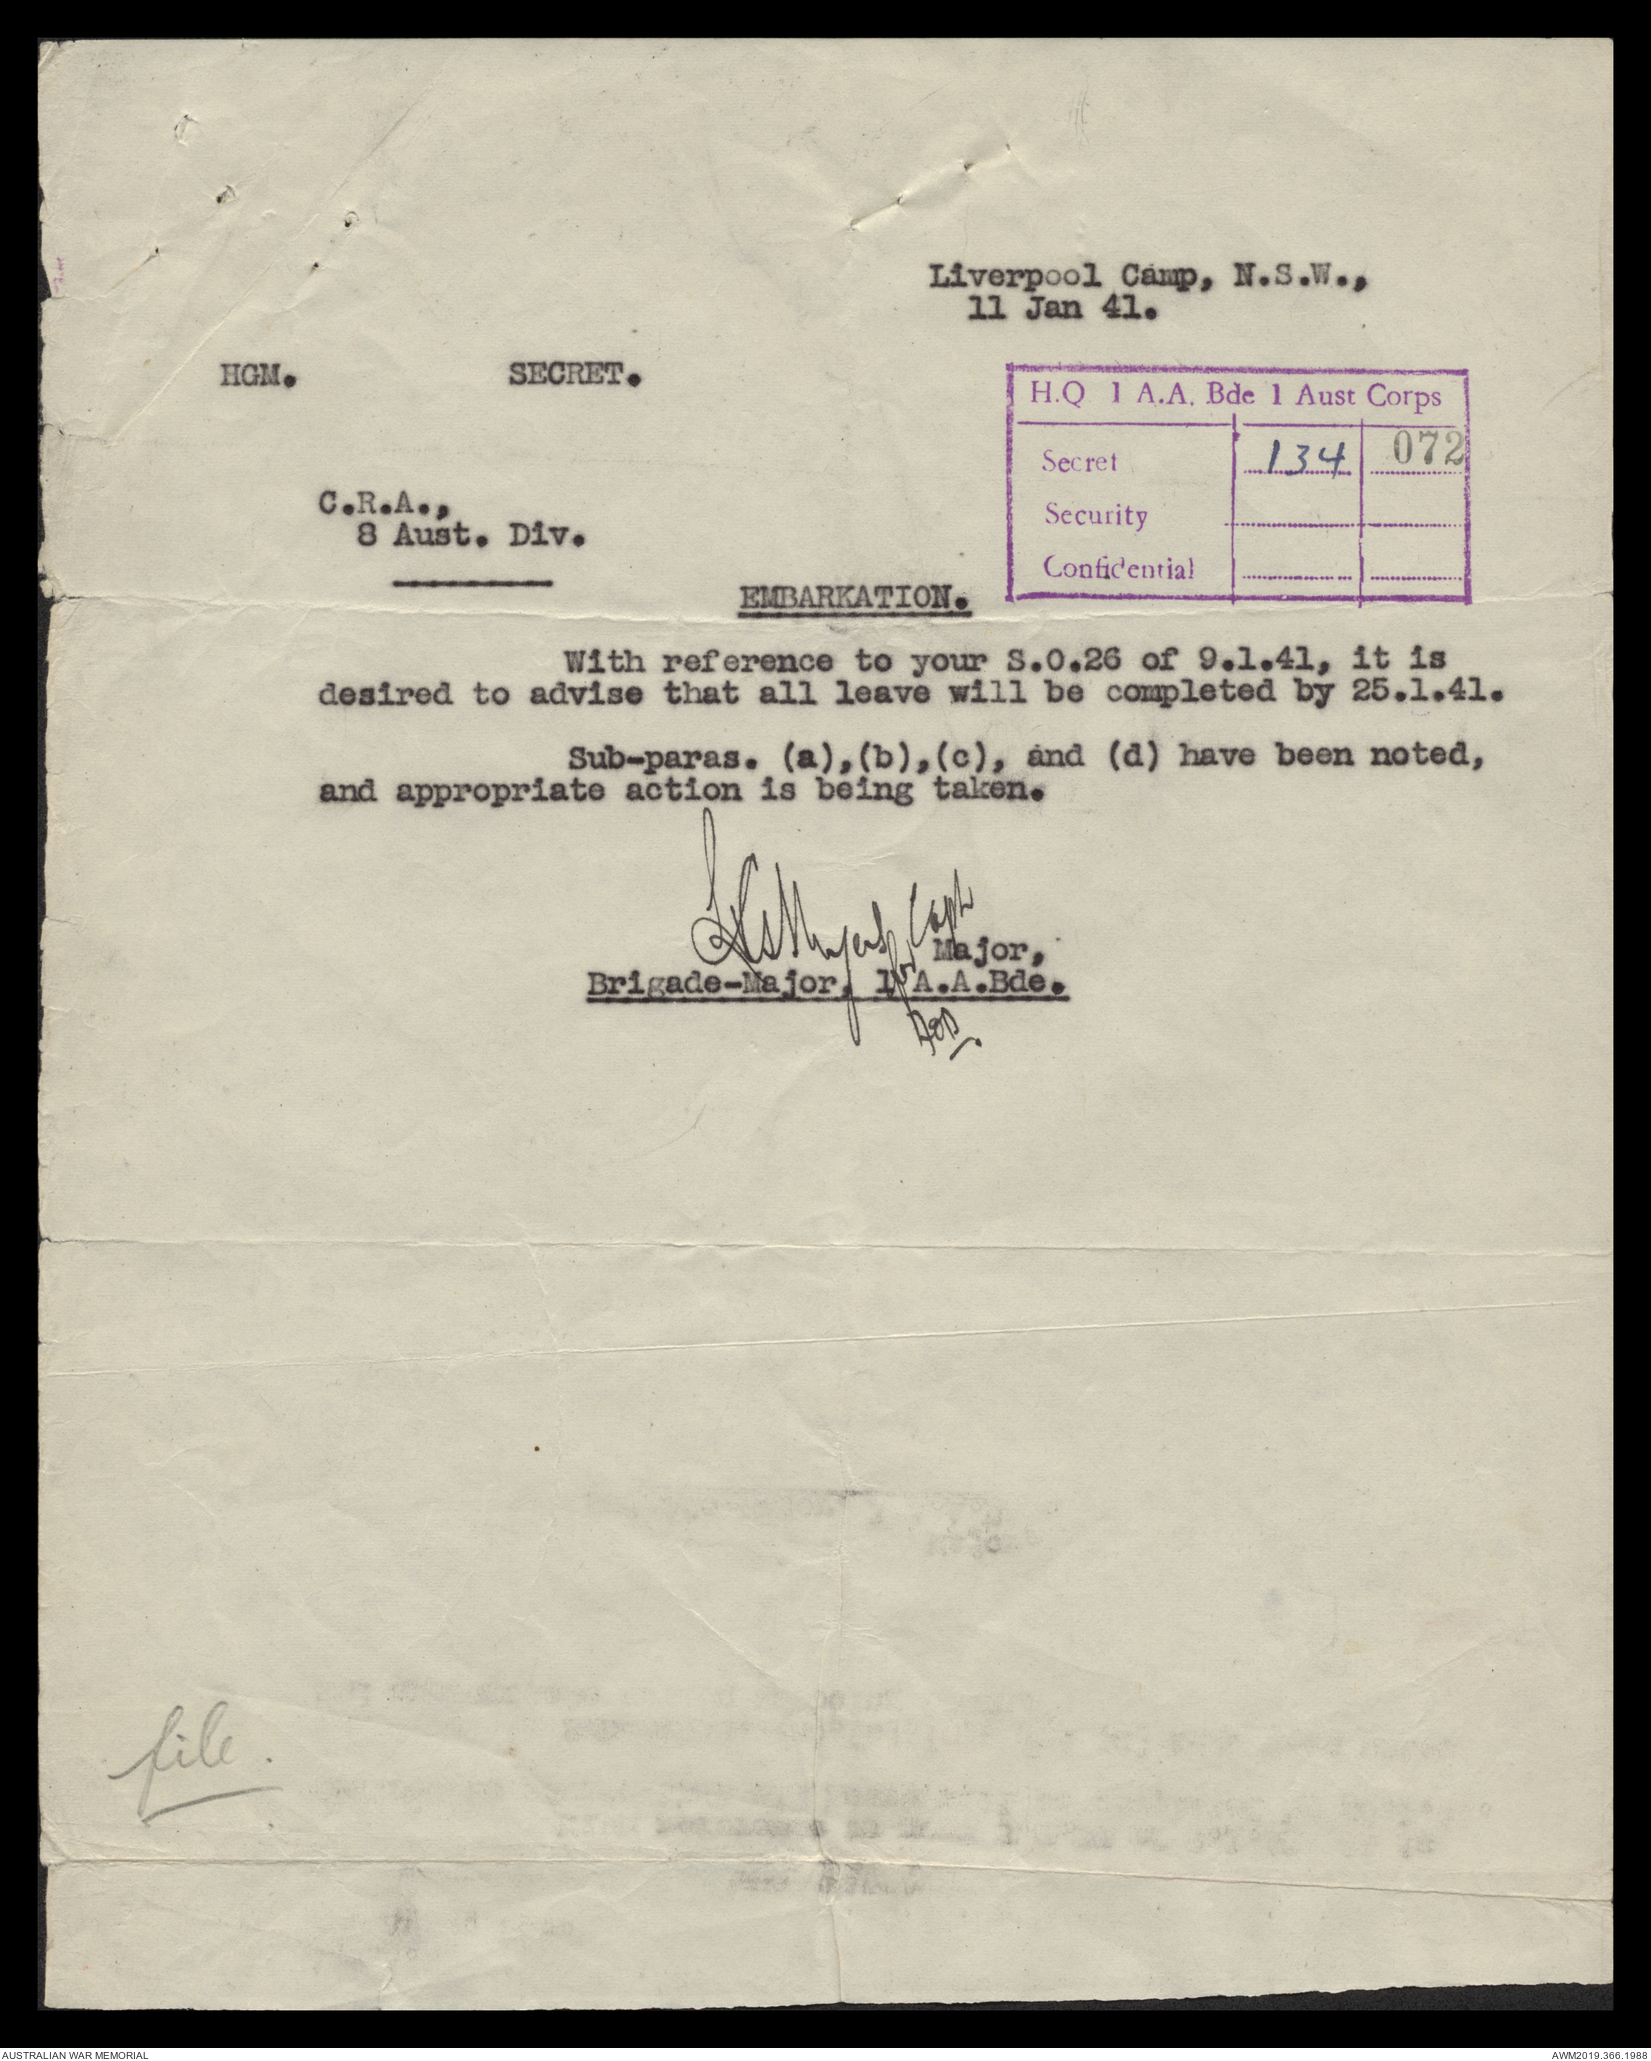 Liverpool Camp, N.S.W.,
11 Jan 41.
HGM. SECRET.
H.Q 1 A.A. Bde 1 Aust Corps
Secret 134 072
Security
Confidential
C.R.A.,
8 Aust. Div.
EMBARKATION.
With reference to your S.O.26 of 9.1.41, it is
desired to advise that all leave will be completed by 25.1.41.
Sub-paras. (a),(b),(c), and (d) have been noted,
and appropriate action is being taken.
Capt
for Major,
Brigade-Major, 1 A.A.Bde.
file.
AUSTRALIAN WAR MEMORIAL
AWM2019.366.1988